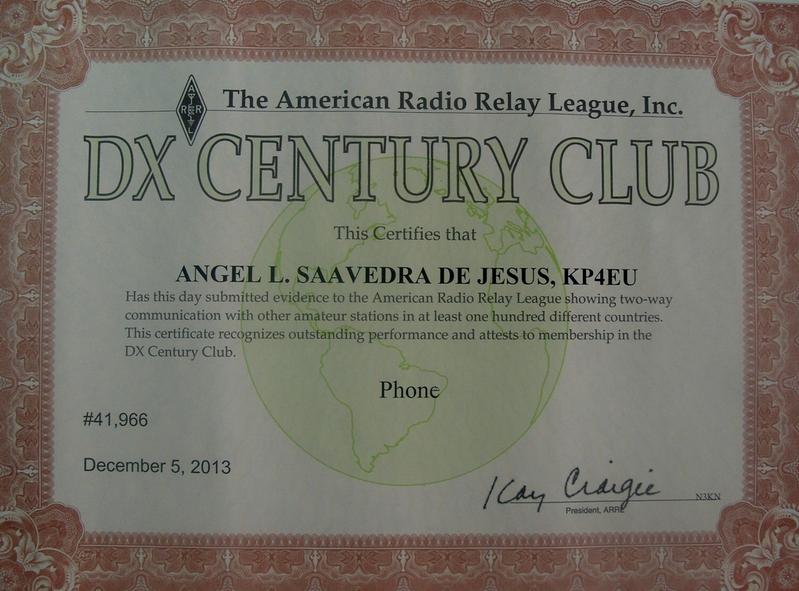 The American Radio Relay League, Inc.
A
R R
R
L
DX CENTURY CLUB
This Certifies that
ANGEL L. SAAVEDRA DE JESUS, KP4EU
Has this day submitted evidence to the American Radio Relay League showing two-way
communication with other amateur stations in at least one hundred different countries.
This certificate recognizes outstanding performance and attests to membership in the
DX Century Club.
Phone
#41,966
December 5, 2013
Kay Craigie
N3KN
President, ARRL